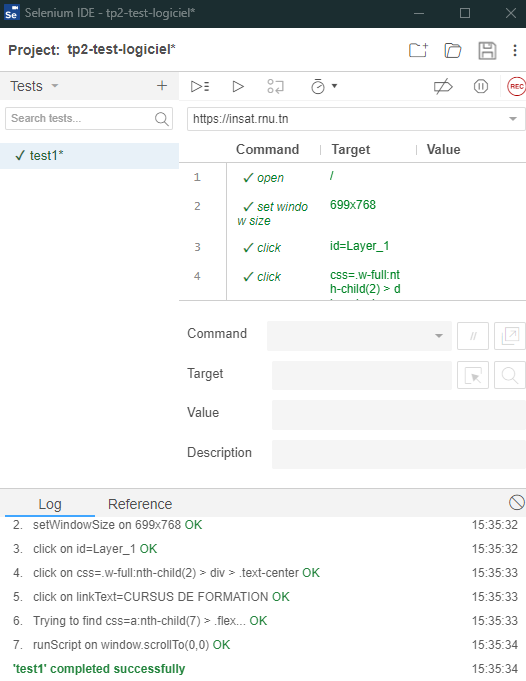 Se Selenium IDE - tp2-test-logiciel*
Project: tp2-test-logiciel*
Tests
Search tests...
✓ test1*
REC
https://insat.rnu.tn
Command Target Value
1 ✓ open /
2 ✓ set windo
w size 699x768
3 ✓ click id=Layer_1
4 ✓ click css=.w-full:nt
h-child(2) > d
Command //
Target
Value
Description
Log Reference
2. setWindowSize on 699x768 OK 15:35:32
3. click on id=Layer_1 OK 15:35:32
4. click on css=.w-full:nth-child(2) > div > .text-center OK 15:35:33
5. click on linkText=CURSUS DE FORMATION OK 15:35:33
6. Trying to find css=a:nth-child(7) > .flex... OK 15:35:33
7. runScript on window.scrollTo(0,0) OK 15:35:34
'test1' completed successfully 15:35:34